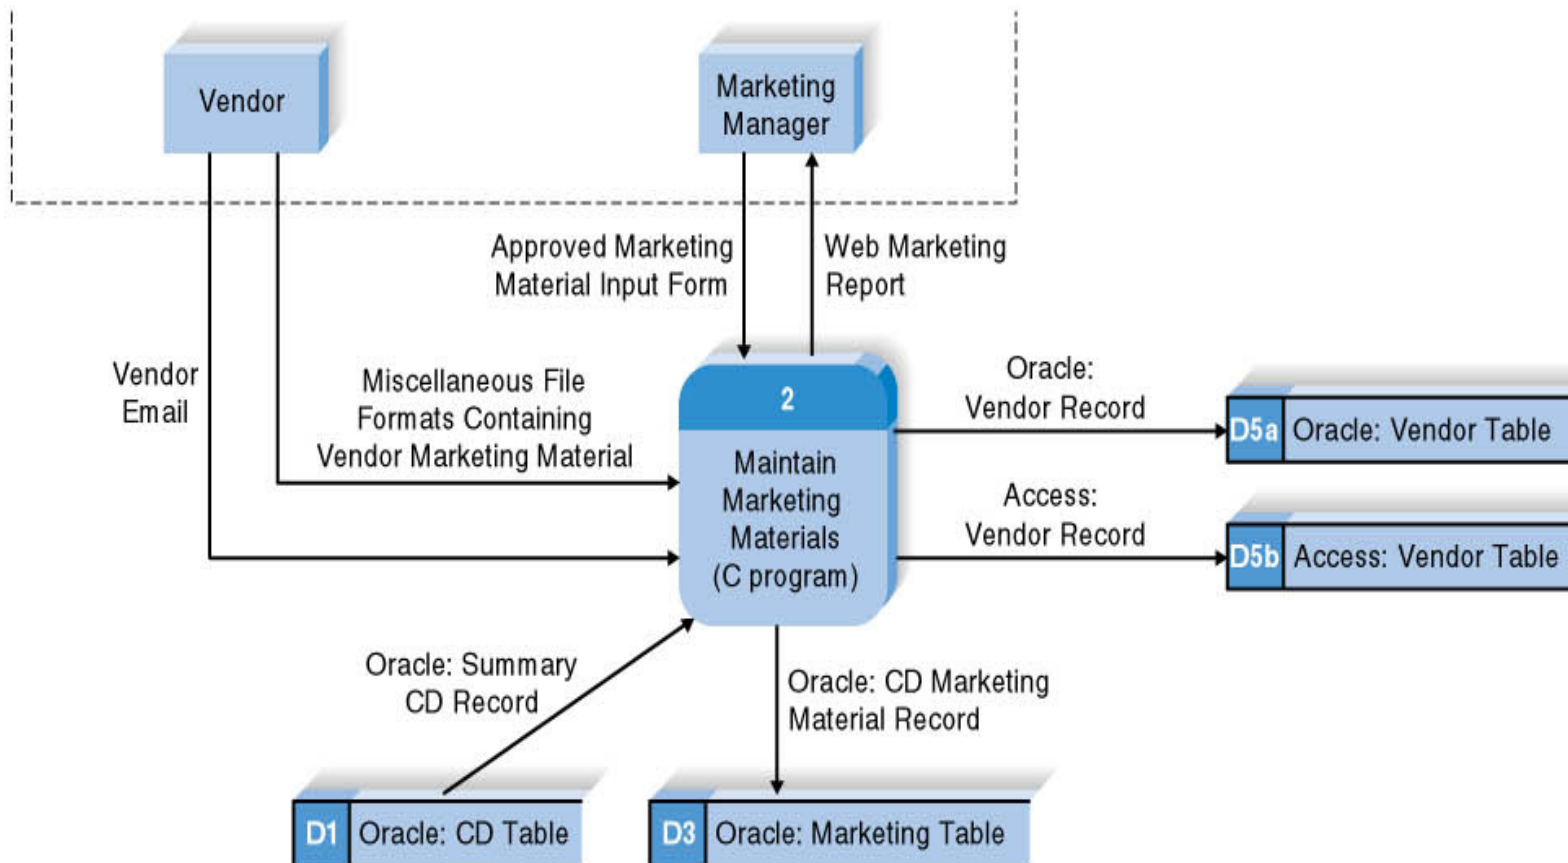 Vendor
Marketing
Manager
Approved Marketing
Material Input Form
Web Marketing
Report
Vendor
Email
Miscellaneous File
Formats Containing
Vendor Marketing Material
2
Maintain
Marketing
Materials
(C program)
Oracle:
Vendor Record
D5a Oracle: Vendor Table
Access:
Vendor Record
D5b Access: Vendor Table
Oracle: Summary
CD Record
Oracle: CD Marketing
Material Record
D1 Oracle: CD Table
D3 Oracle: Marketing Table